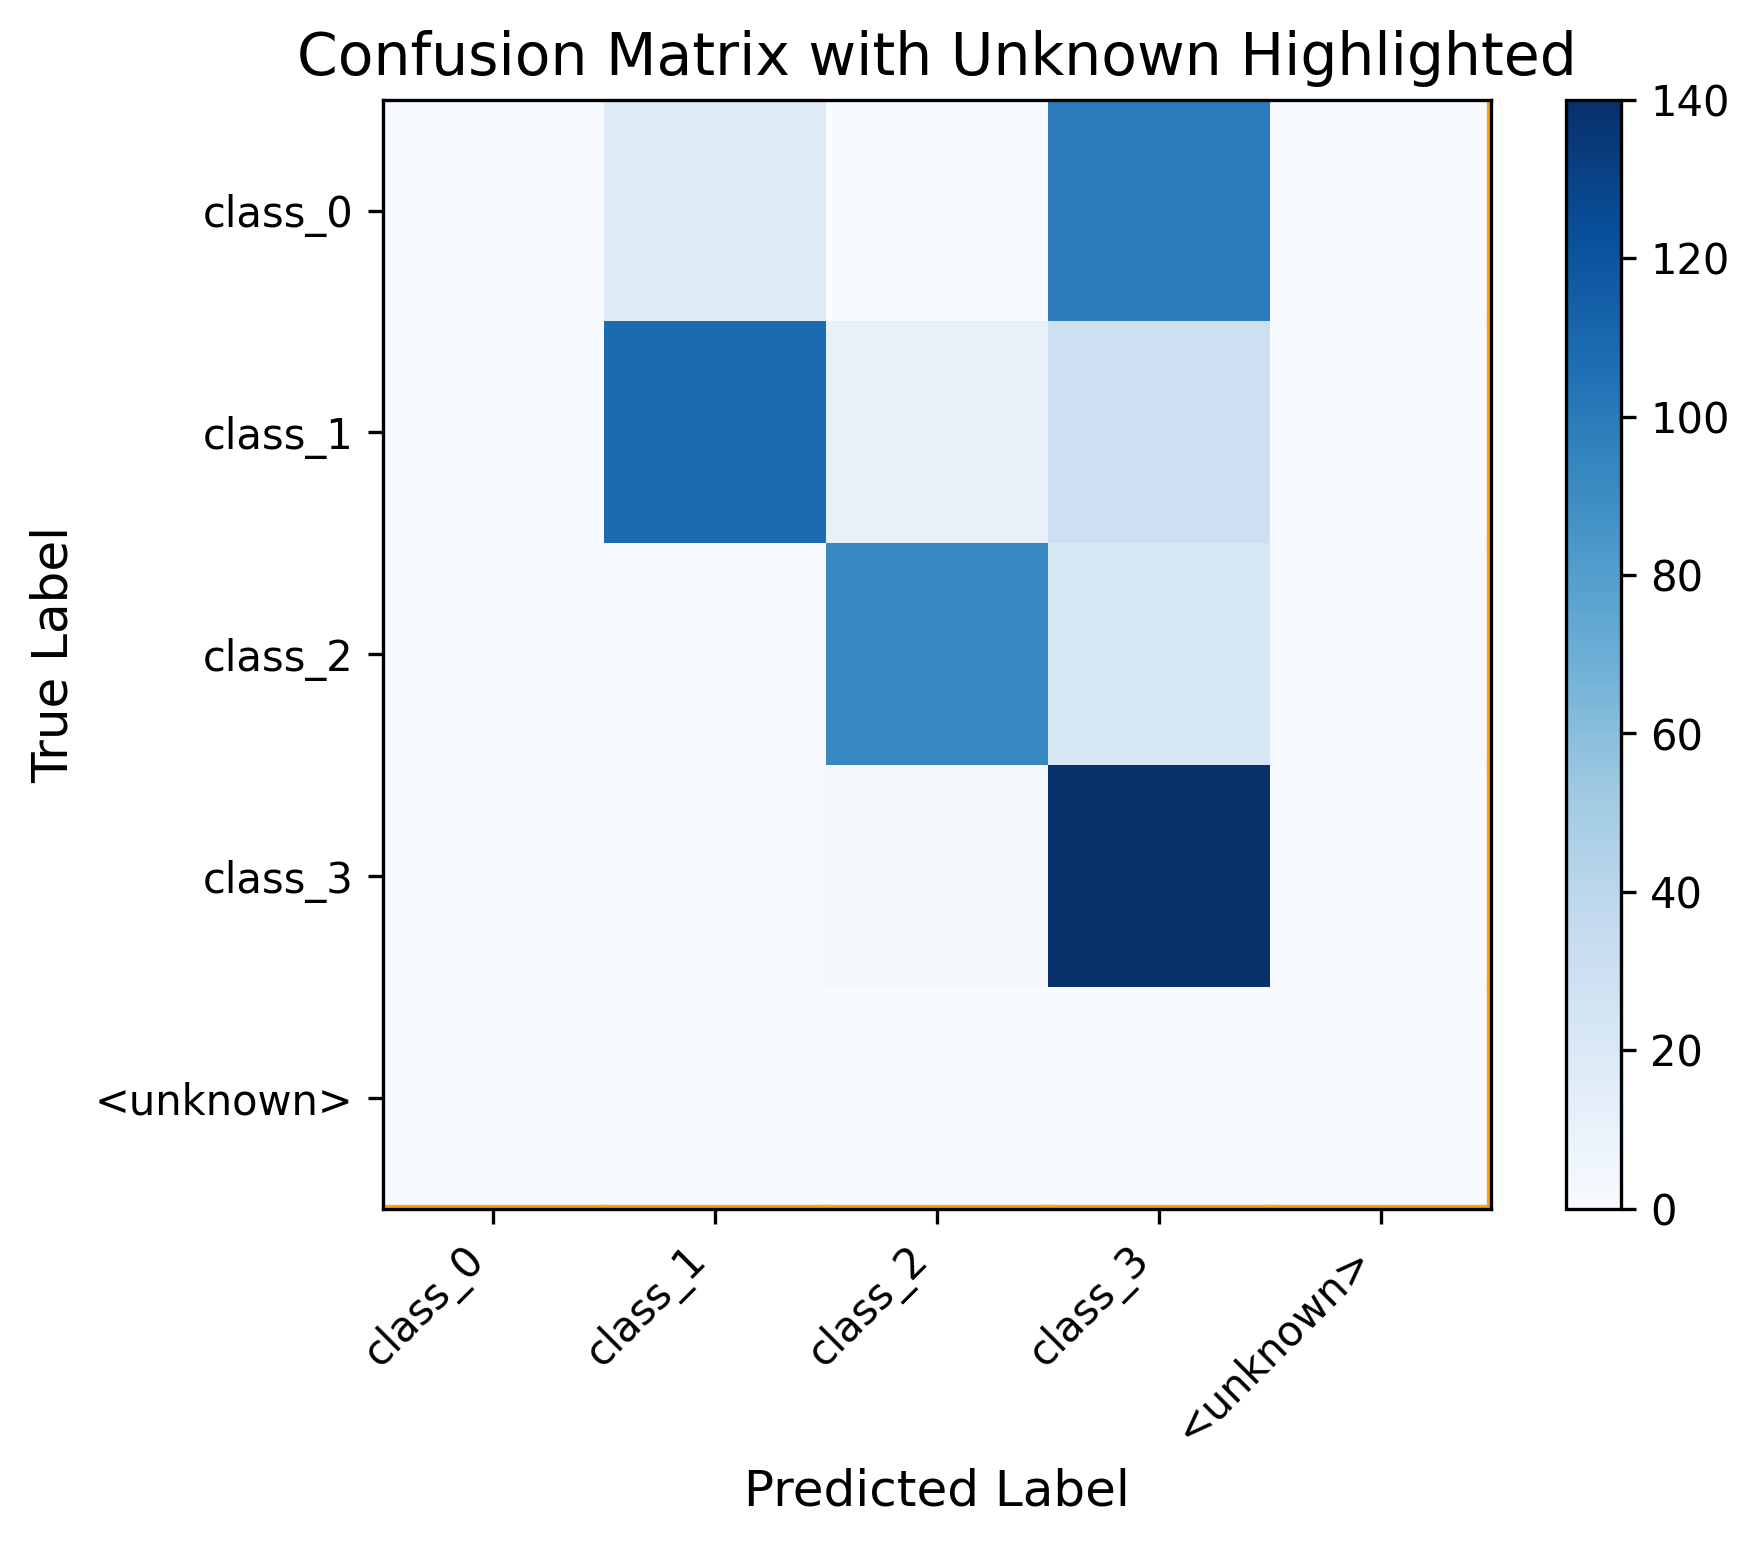 Confusion Matrix with Unknown Highlighted
True Label
class_0
class_1
class_2
class_3
<unknown>
class_0
class_1
class_2
class_3
<unknown>
Predicted Label
140
120
100
80
60
40
20
0